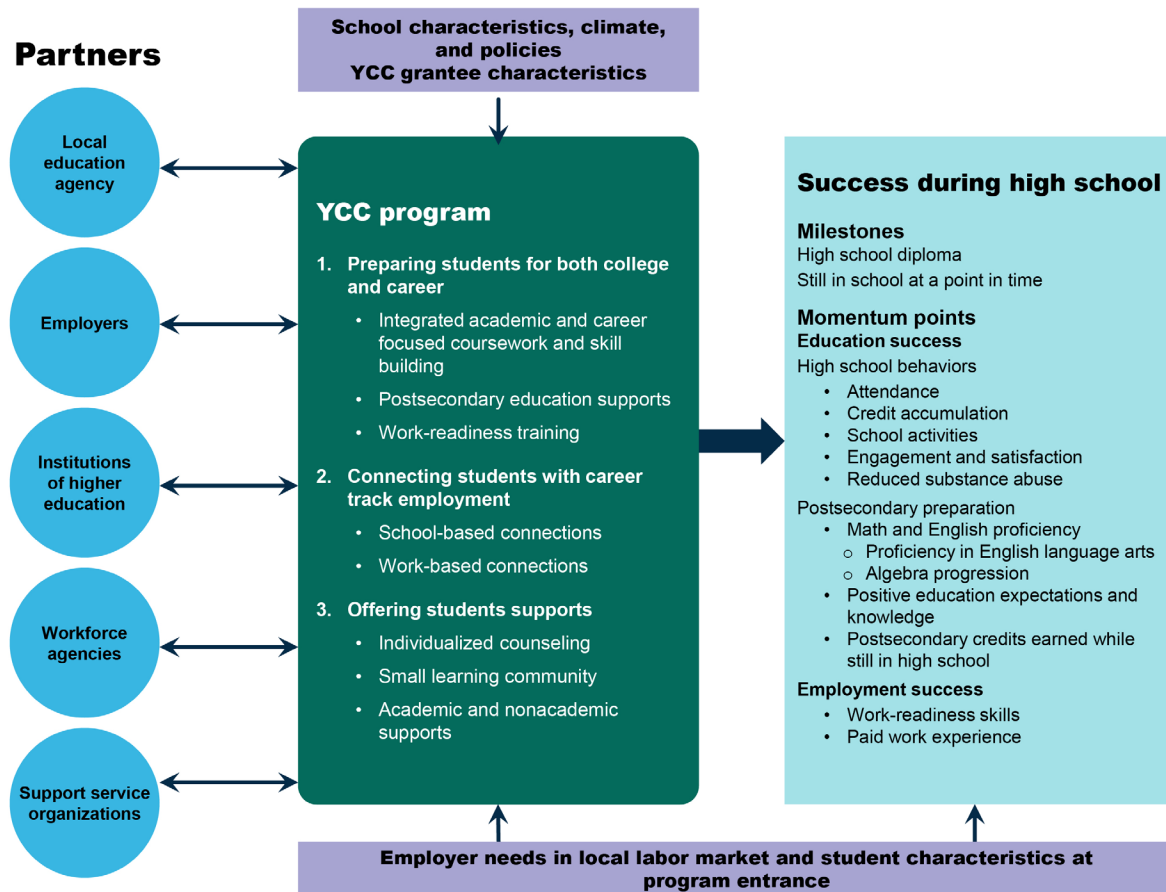 School characteristics, climate,
and policies
YCC grantee characteristics
Partners
Local
education
agency
Employers
Institutions
of higher
education
Workforce
agencies
Support service
organizations
YCC program
1. Preparing students for both college
and career
• Integrated academic and career
focused coursework and skill
building
• Postsecondary education supports
• Work-readiness training
2. Connecting students with career
track employment
• School-based connections
• Work-based connections
3. Offering students supports
• Individualized counseling
• Small learning community
• Academic and nonacademic
supports
Success during high school
Milestones
High school diploma
Still in school at a point in time
Momentum points
Education success
High school behaviors
• Attendance
• Credit accumulation
• School activities
• Engagement and satisfaction
• Reduced substance abuse
Postsecondary preparation
• Math and English proficiency
o Proficiency in English language arts
o Algebra progression
• Positive education expectations and
knowledge
• Postsecondary credits earned while
still in high school
Employment success
• Work-readiness skills
• Paid work experience
Employer needs in local labor market and student characteristics at
program entrance